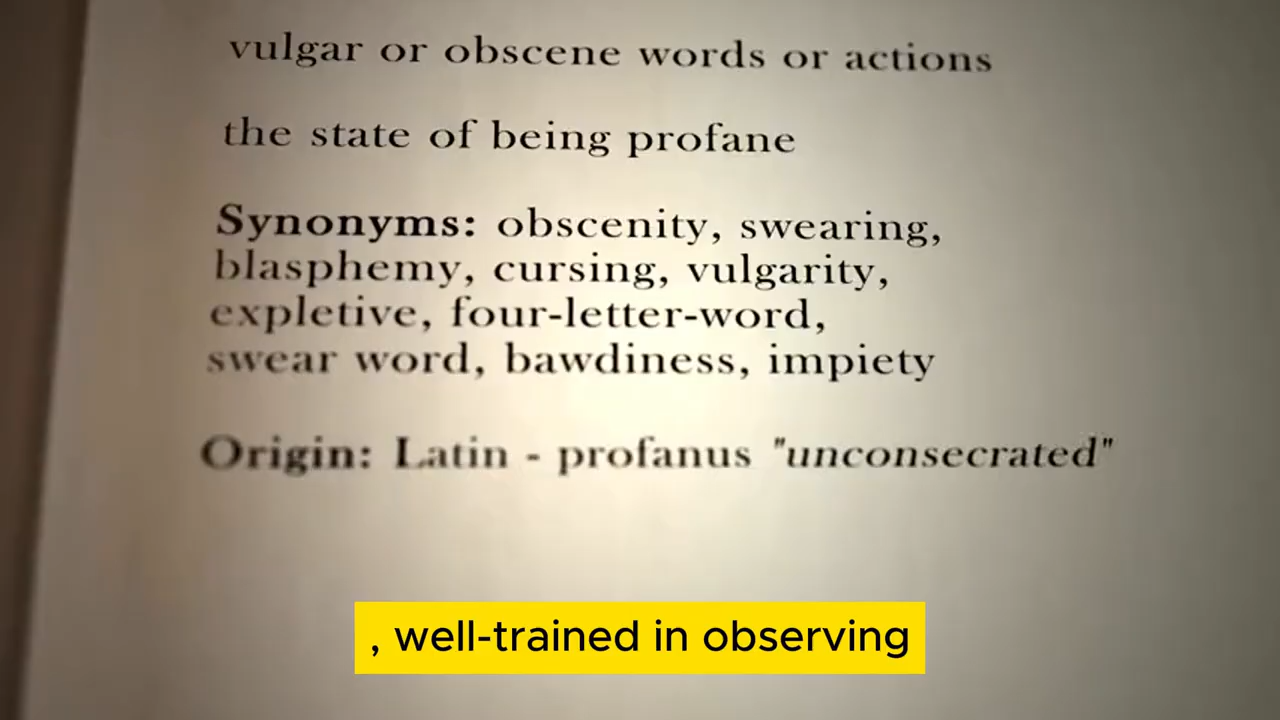 vulgar or obscene words or actions
the state of being profane
Synonyms: obscenity, swearing,
blasphemy, cursing, vulgarity,
expletive, four-letter-word,
swear word, bawdiness, impiety
Origin: Latin - profanus "unconsecrated"
, well-trained in observing